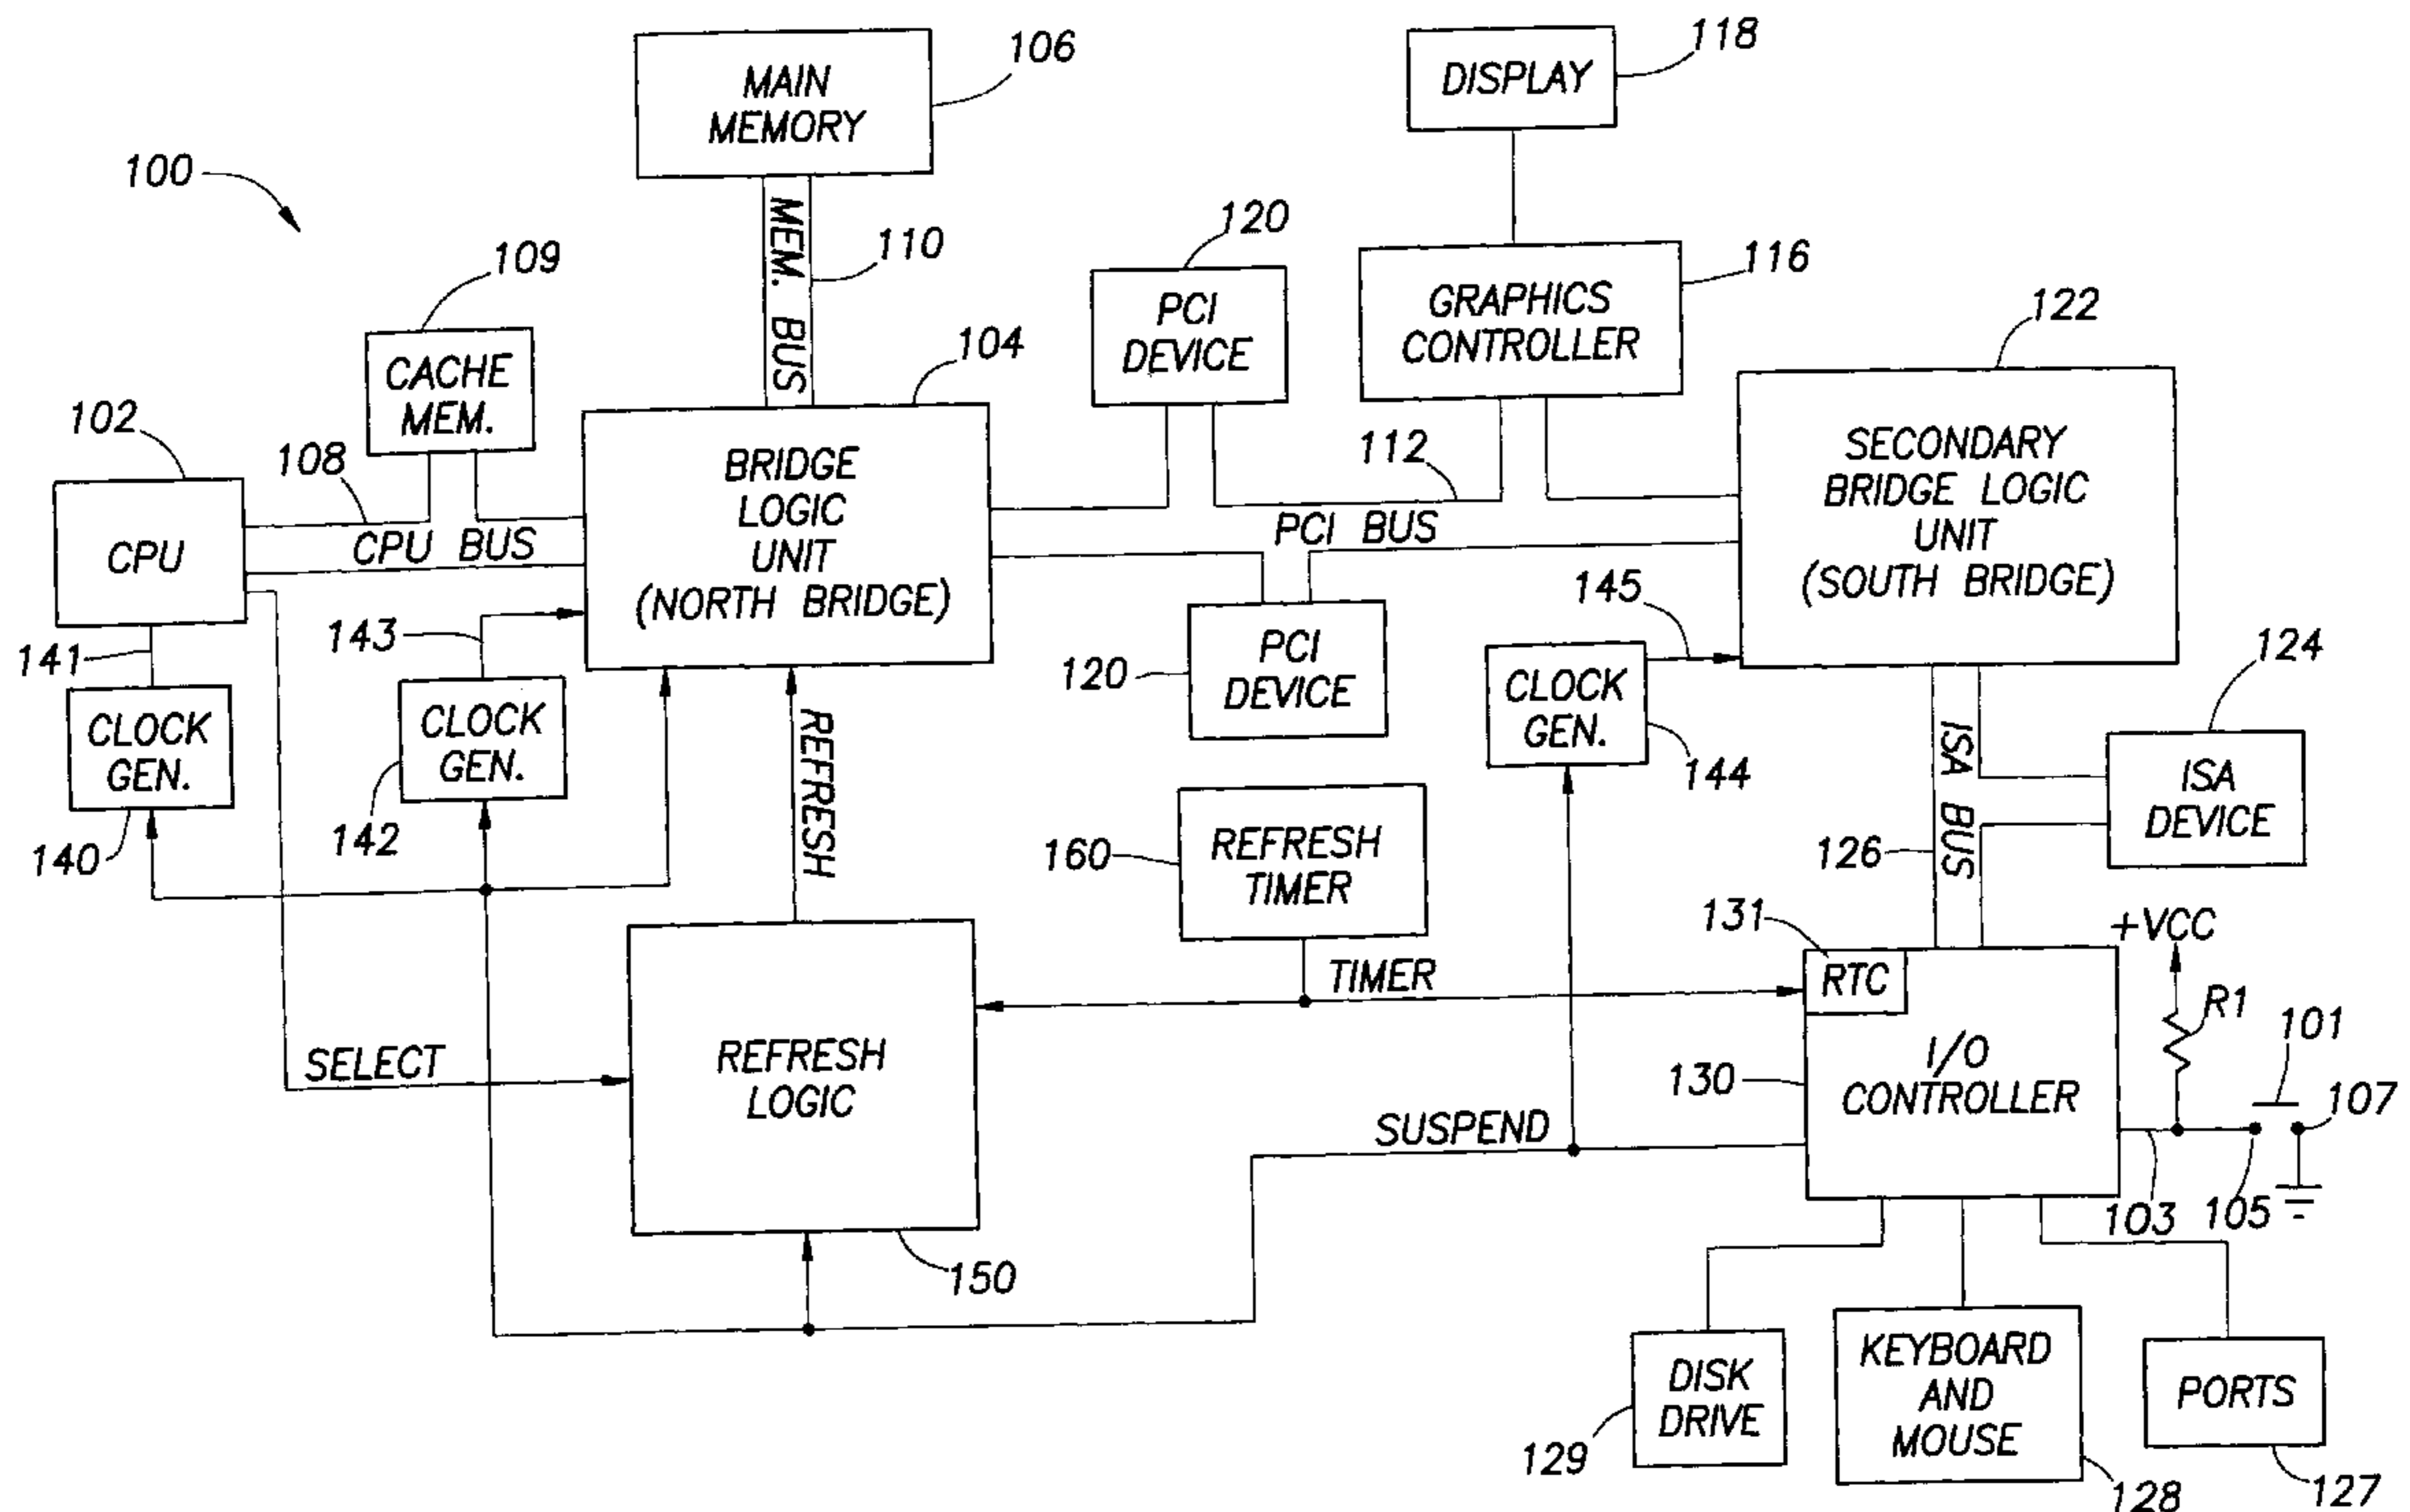 MAIN
MEMORY
106
DISPLAY
118
100
109
MEM. BUS
110
120
PCI
DEVICE
GRAPHICS
CONTROLLER
116
122
CACHE
MEM.
104
102
108
BRIDGE
LOGIC
UNIT
(NORTH BRIDGE)
112
SECONDARY
BRIDGE LOGIC
UNIT
(SOUTH BRIDGE)
CPU
CPU BUS
PCI BUS
141
143
145
120
PCI
DEVICE
124
CLOCK
GEN.
CLOCK
GEN.
CLOCK
GEN.
144
ISA BUS
ISA
DEVICE
140
142
REFRESH
160
REFRESH
TIMER
126
131
RTC
+VCC
TIMER
R1
101
SELECT
REFRESH
LOGIC
130
I/O
CONTROLLER
107
SUSPEND
103
105
150
DISK
DRIVE
KEYBOARD
AND
MOUSE
PORTS
129
128
127